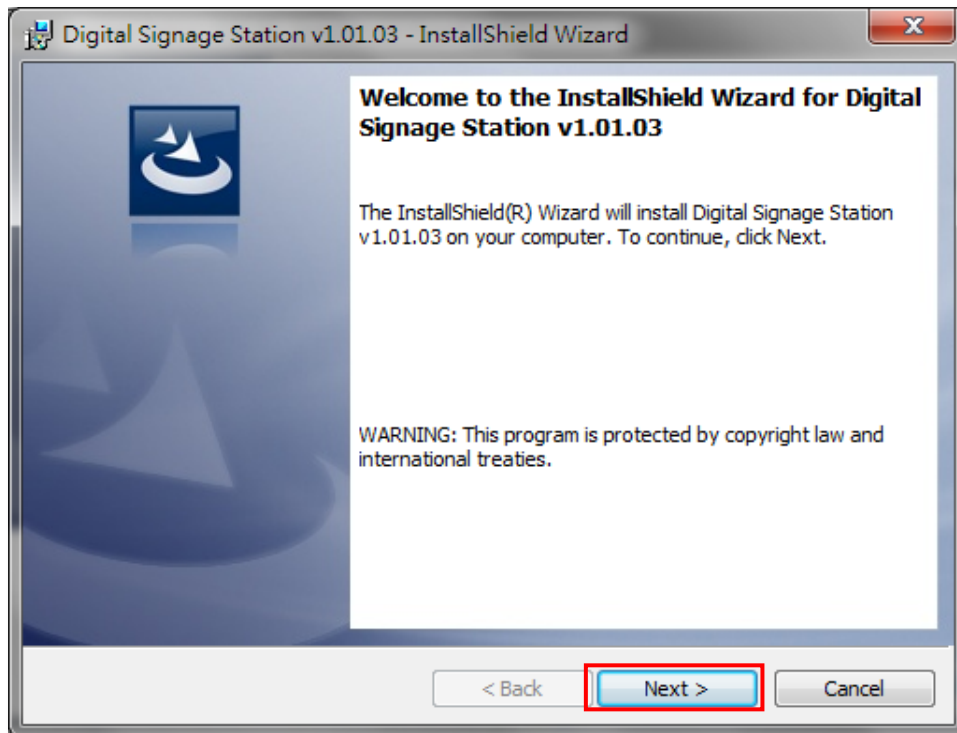 Digital Signage Station v1.01.03 - InstallShield Wizard
Welcome to the InstallShield Wizard for Digital
Signage Station v1.01.03
The InstallShield(R) Wizard will install Digital Signage Station
v1.01.03 on your computer. To continue, click Next.
WARNING: This program is protected by copyright law and
international treaties.
< Back
Next >
Cancel